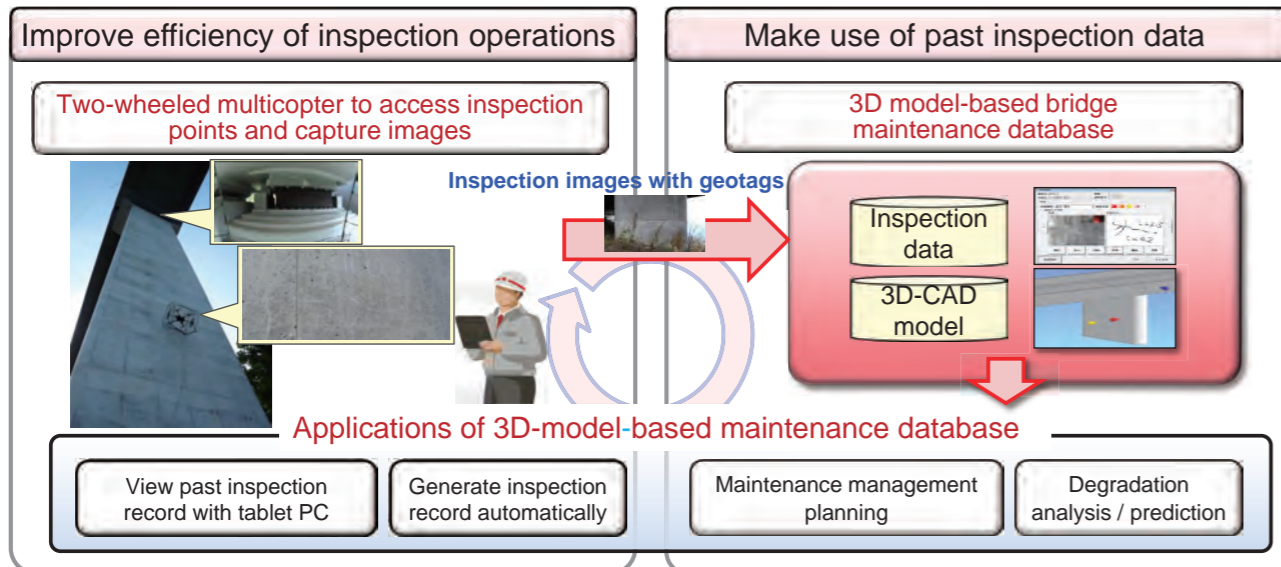 Improve efficiency of inspection operations
Make use of past inspection data
Two-wheeled multicopter to access inspection
points and capture images
3D model-based bridge
maintenance database
Inspection images with geotags
Inspection
data
3D-CAD
model
Applications of 3D-model-based maintenance database
View past inspection
record with tablet PC
Generate inspection
record automatically
Maintenance management
planning
Degradation
analysis / prediction